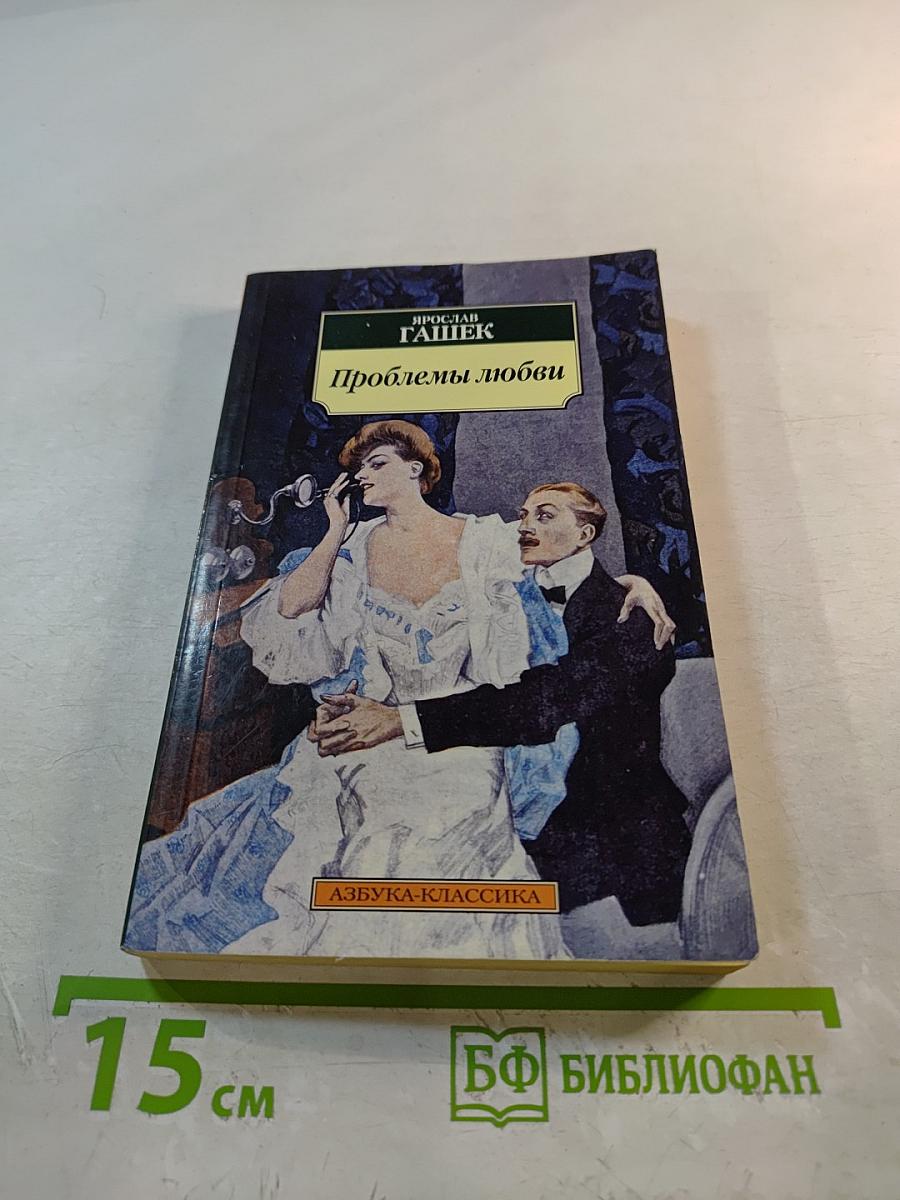 ЯРОСЛАВ
ГАШЕК
Проблемы любви
АЗБУКА-КЛАССИКА
15 см
БФ БИБЛИОФАН